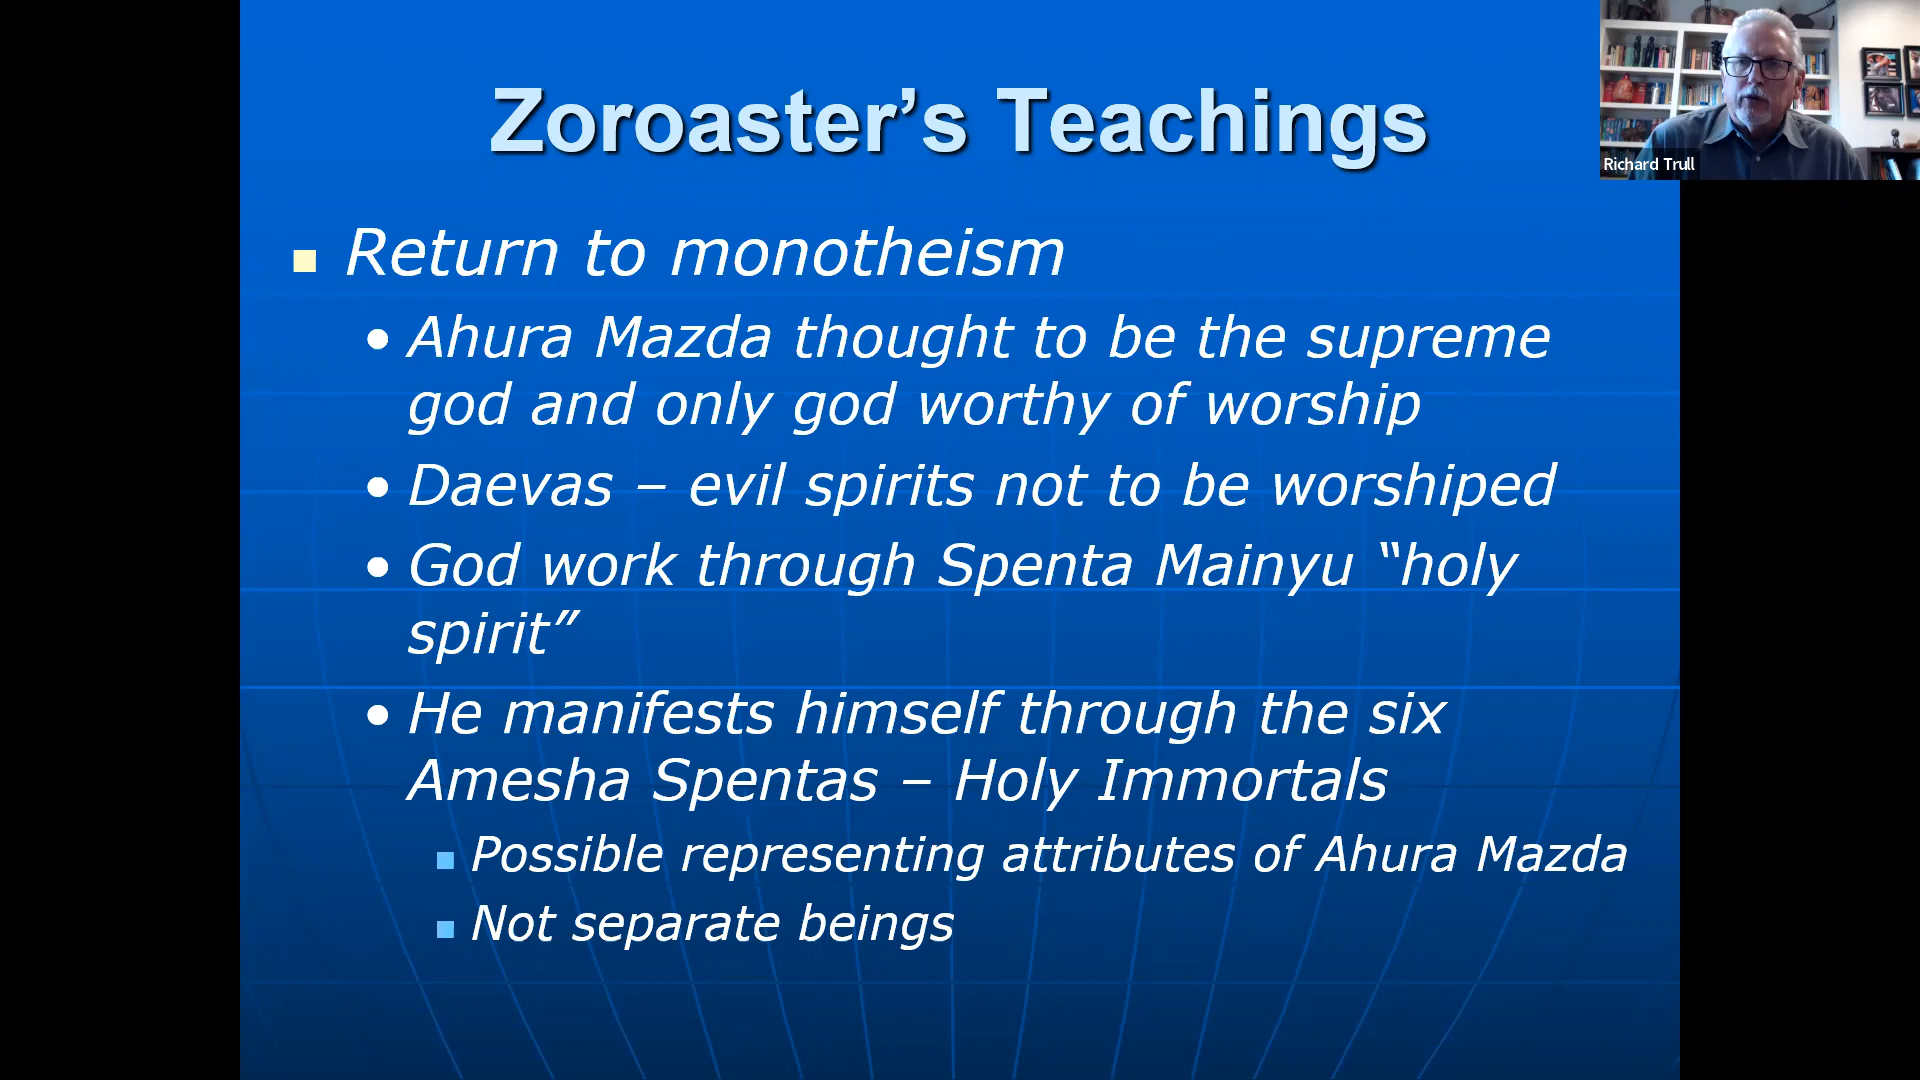 Zoroaster’s Teachings
Richard Trull
Return to monotheism
Ahura Mazda thought to be the supreme
god and only god worthy of worship
Daevas – evil spirits not to be worshiped
God work through Spenta Mainyu “holy
spirit”
He manifests himself through the six
Amesha Spentas – Holy Immortals
Possible representing attributes of Ahura Mazda
Not separate beings